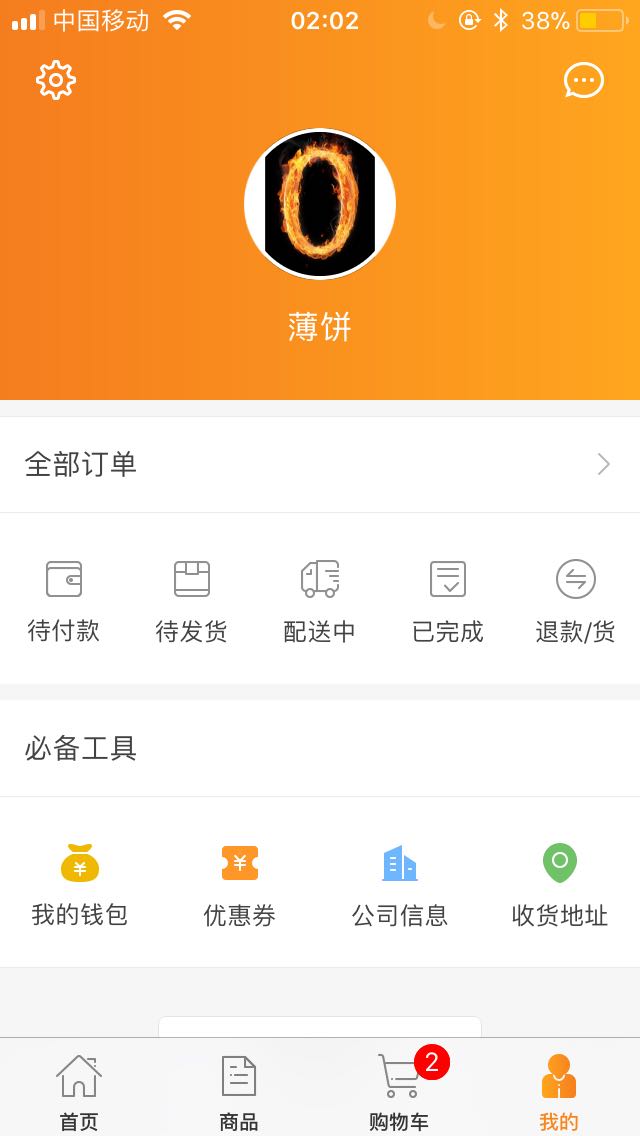 中国移动 02:02 38%
薄饼
全部订单
待付款 待发货 配送中 已完成 退款/货
必备工具
¥ ¥
我的钱包 优惠券 公司信息 收货地址
2
首页 商品 购物车 我的